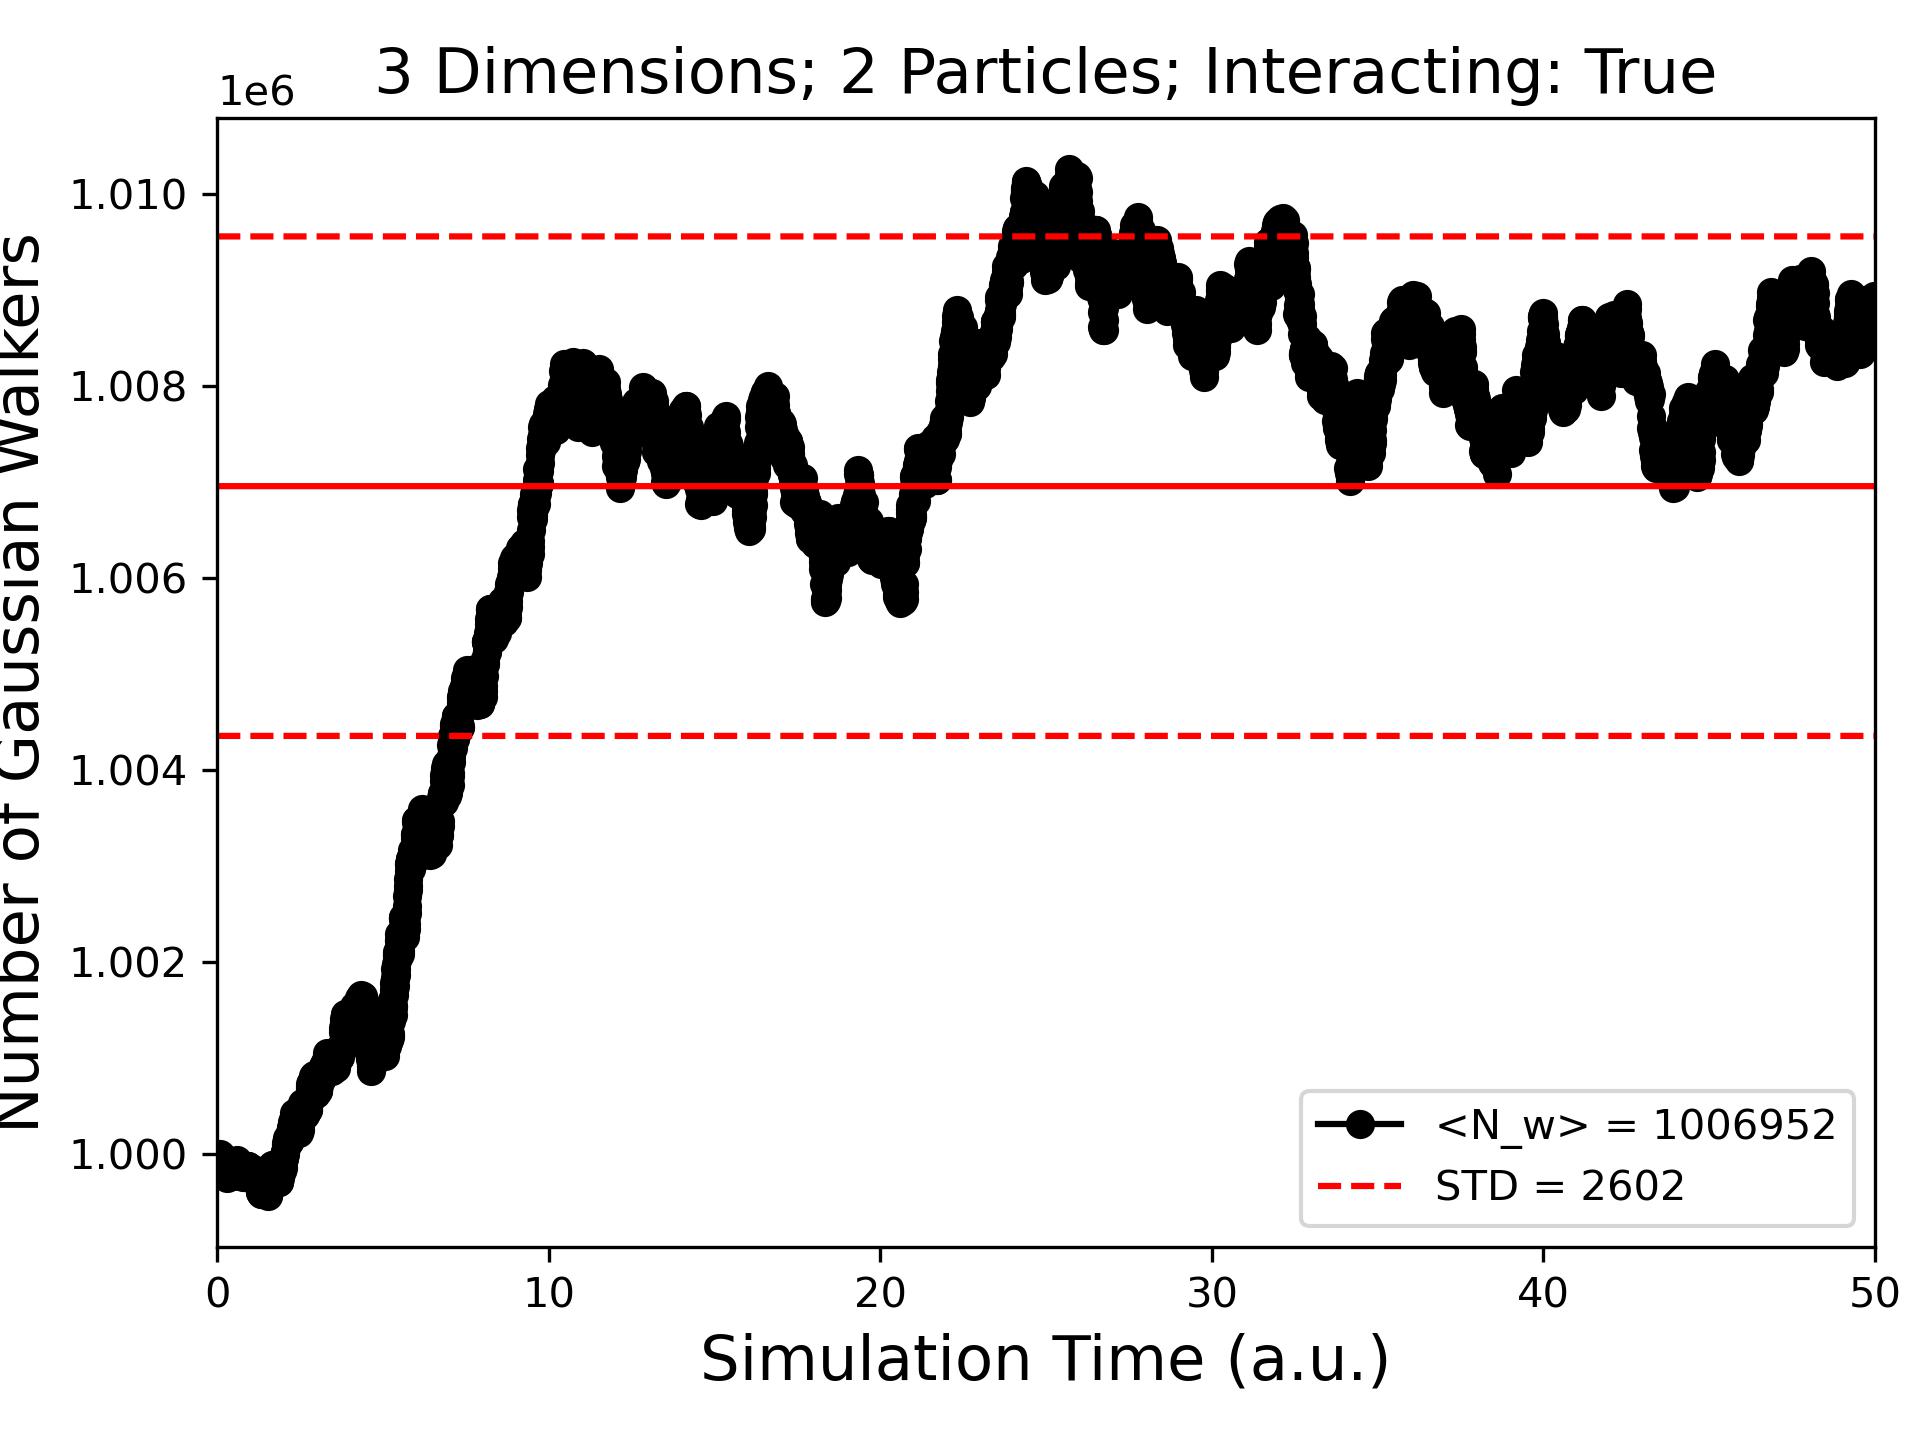 3 Dimensions; 2 Particles; Interacting: True
1e6
Number of Gaussian Walkers
1.010
1.008
1.006
1.004
1.002
1.000
<N_w> = 1006952
STD = 2602
0 10 20 30 40 50
Simulation Time (a.u.)